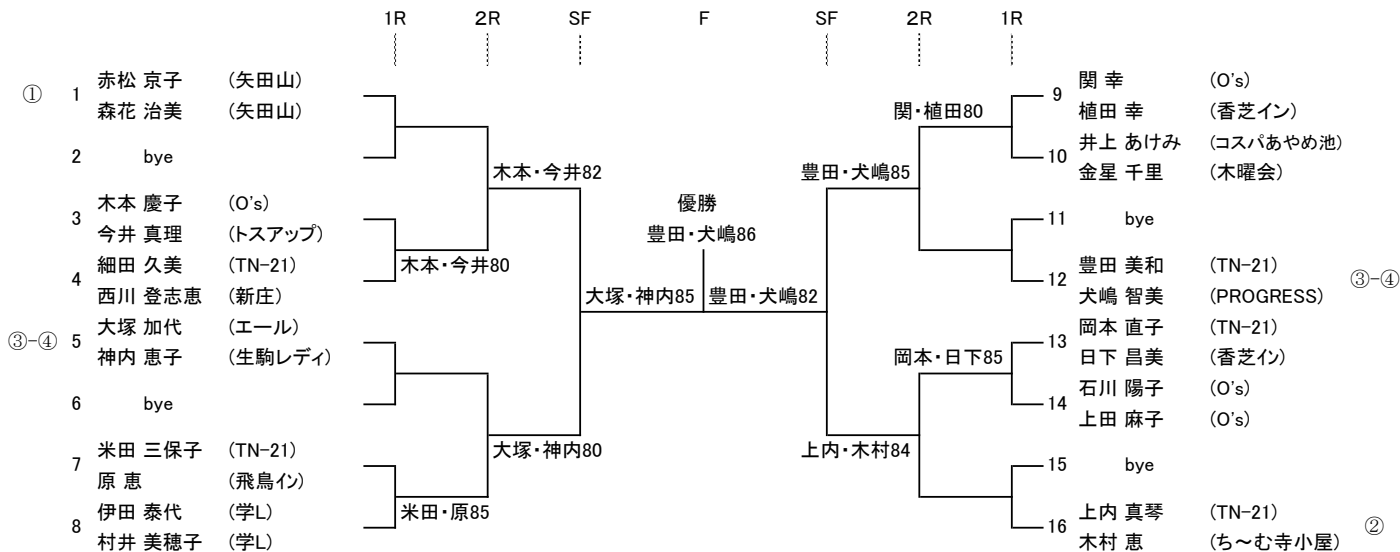 1R 2R SF F SF 2R 1R
① 1 赤松 京子 (矢田山)
森花 治美 (矢田山)
2 bye
木本・今井82
3 木本 慶子 (O's)
今井 真理 (トスアップ)
木本・今井80
4 細田 久美 (TN-21)
西川 登志恵 (新庄)
大塚・神内85
③-④ 5 大塚 加代 (エール)
神内 恵子 (生駒レディ)
6 bye
大塚・神内80
7 米田 三保子 (TN-21)
原 恵 (飛鳥イン)
米田・原85
8 伊田 泰代 (学L)
村井 美穂子 (学L)
優勝
豊田・犬嶋86
豊田・犬嶋82
9 関 幸 (O's)
植田 幸 (香芝イン)
関・植田80
10 井上 あけみ (コスパあやめ池)
金星 千里 (木曜会)
豊田・犬嶋85
11 bye
12 豊田 美和 (TN-21) ③-④
犬嶋 智美 (PROGRESS)
13 岡本 直子 (TN-21)
日下 昌美 (香芝イン)
岡本・日下85
14 石川 陽子 (O's)
上田 麻子 (O's)
上内・木村84
15 bye
16 上内 真琴 (TN-21) ②
木村 恵 (ち～む寺小屋)